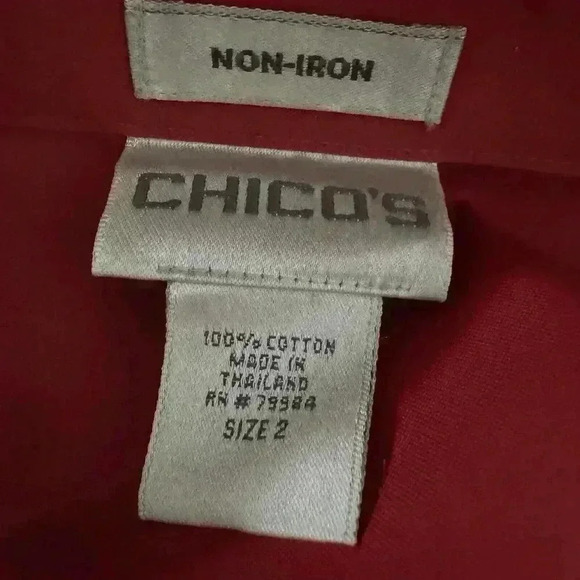 NON-IRON
CHICO'S
100% COTTON
MADE IN
THAILAND
RN # 79984
SIZE 2